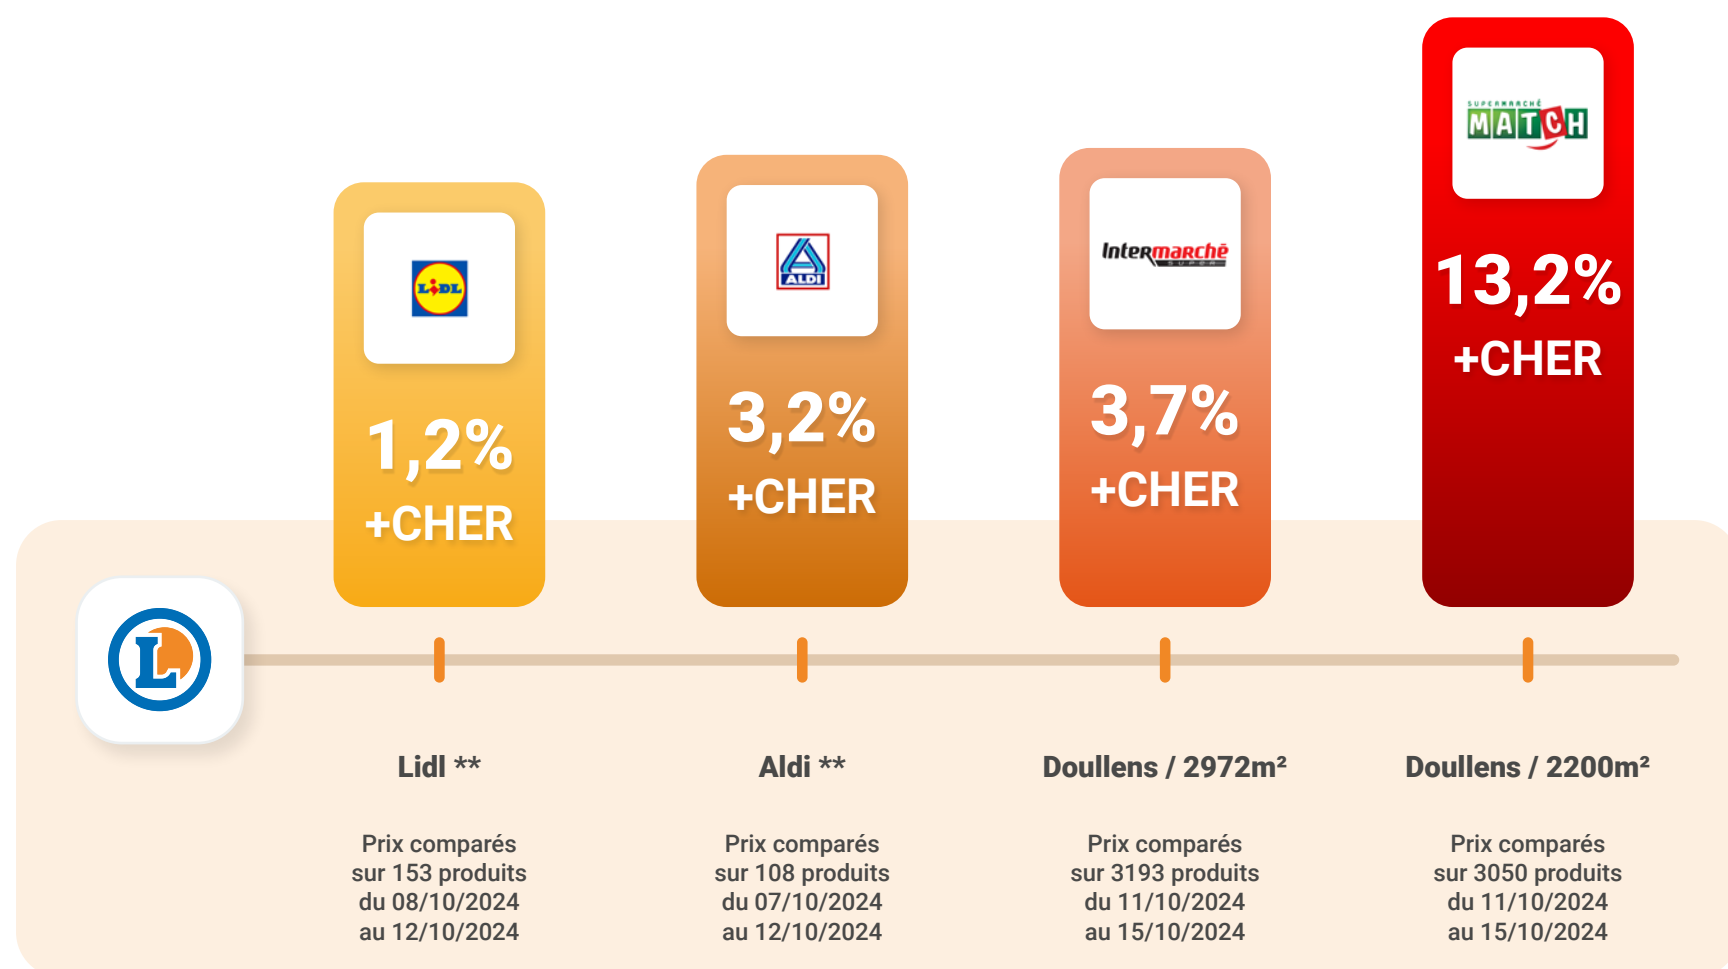 LiDL
1,2%
+CHER
ALDI
3,2%
+CHER
Intermarchē
SUPER
3,7%
+CHER
SUPERMARCHÉ
MATCH
13,2%
+CHER
L
Lidl **
Prix comparés
sur 153 produits
du 08/10/2024
au 12/10/2024
Aldi **
Prix comparés
sur 108 produits
du 07/10/2024
au 12/10/2024
Doullens / 2972m²
Prix comparés
sur 3193 produits
du 11/10/2024
au 15/10/2024
Doullens / 2200m²
Prix comparés
sur 3050 produits
du 11/10/2024
au 15/10/2024